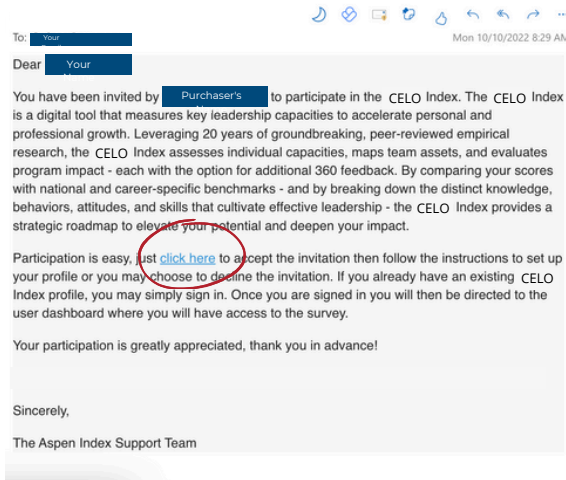 To: Your
Mon 10/10/2022 8:29 AM
Dear Your
You have been invited by Purchaser's to participate in the CELO Index. The CELO Index
is a digital tool that measures key leadership capacities to accelerate personal and
professional growth. Leveraging 20 years of groundbreaking, peer-reviewed empirical
research, the CELO Index assesses individual capacities, maps team assets, and evaluates
program impact - each with the option for additional 360 feedback. By comparing your scores
with national and career-specific benchmarks - and by breaking down the distinct knowledge,
behaviors, attitudes, and skills that cultivate effective leadership - the CELO Index provides a
strategic roadmap to elevate your potential and deepen your impact.
Participation is easy, just click here to accept the invitation then follow the instructions to set up
your profile or you may choose to decline the invitation. If you already have an existing CELO
Index profile, you may simply sign in. Once you are signed in you will then be directed to the
user dashboard where you will have access to the survey.
Your participation is greatly appreciated, thank you in advance!
Sincerely,
The Aspen Index Support Team